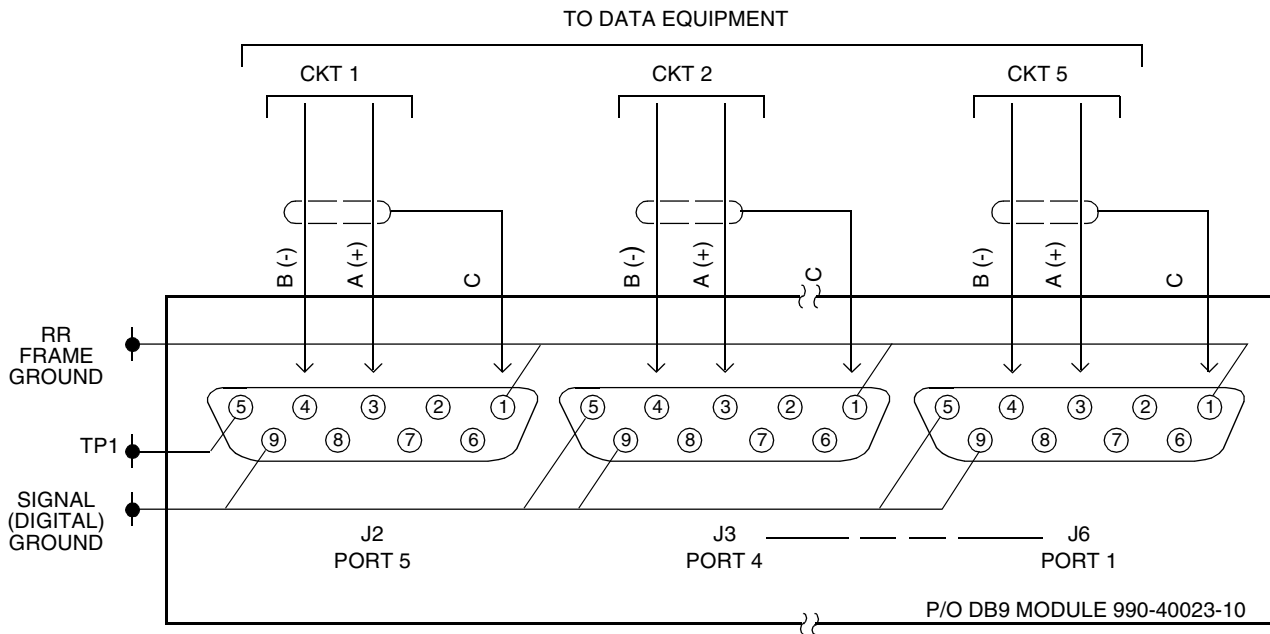 TO DATA EQUIPMENT
CKT 1
CKT 2
CKT 5
B (-)
A (+)
C
B (-)
A (+)
C
B (-)
A (+)
C
RR
FRAME
GROUND
5 4 3 2 1
5 4 3 2 1
5 4 3 2 1
9 8 7 6
9 8 7 6
9 8 7 6
TP1
SIGNAL
(DIGITAL)
GROUND
J2
PORT 5
J3
PORT 4
J6
PORT 1
P/O DB9 MODULE 990-40023-10